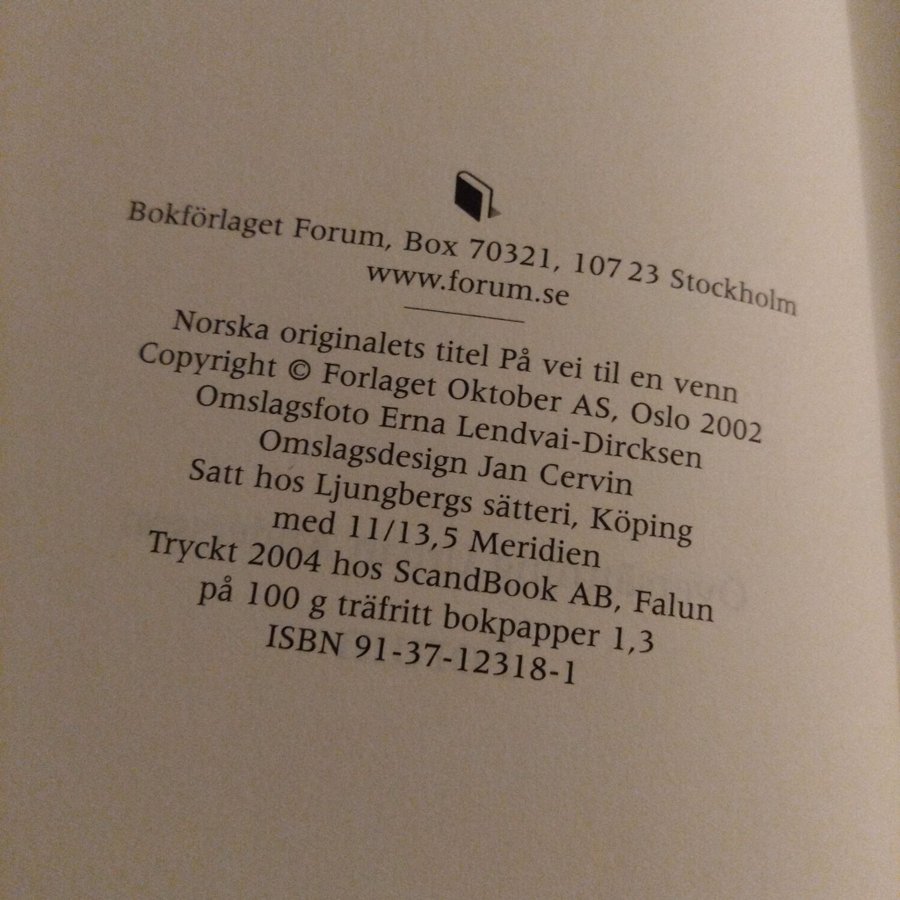 Bokförlaget Forum, Box 70321, 107 23 Stockholm
www.forum.se
Norska originalets titel På vei til en venn
Copyright © Forlaget Oktober AS, Oslo 2002
Omslagsfoto Erna Lendvai-Dircksen
Omslagsdesign Jan Cervin
Satt hos Ljungbergs sätteri, Köping
med 11/13,5 Meridien
Tryckt 2004 hos ScandBook AB, Falun
på 100 g träfritt bokpapper 1,3
ISBN 91-37-12318-1